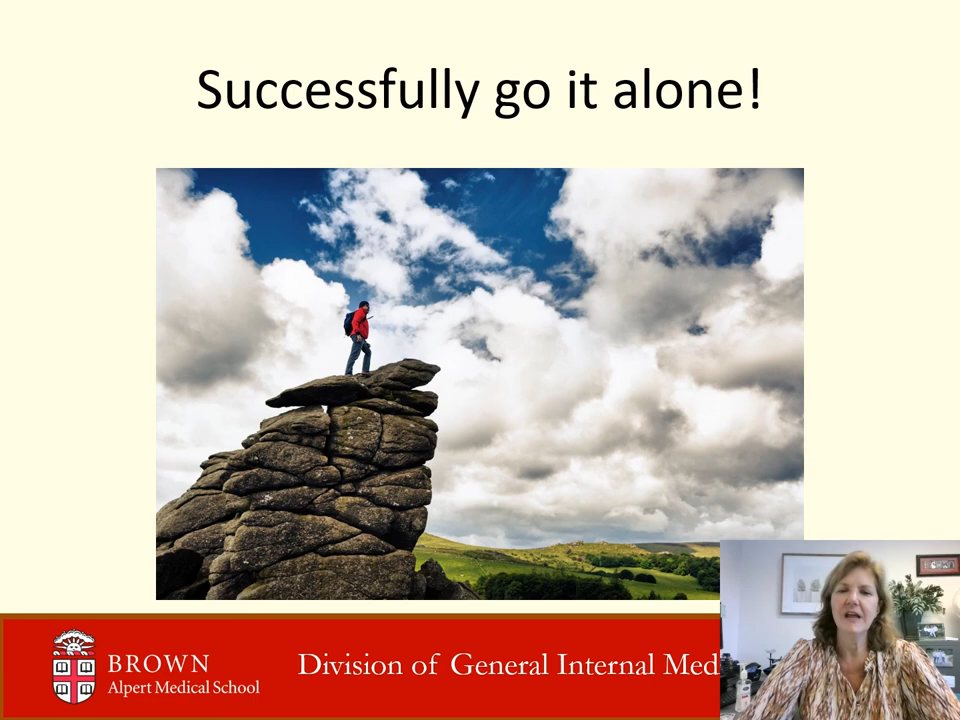 Successfully go it alone!
BROWN
Alpert Medical School
Division of General Internal Med